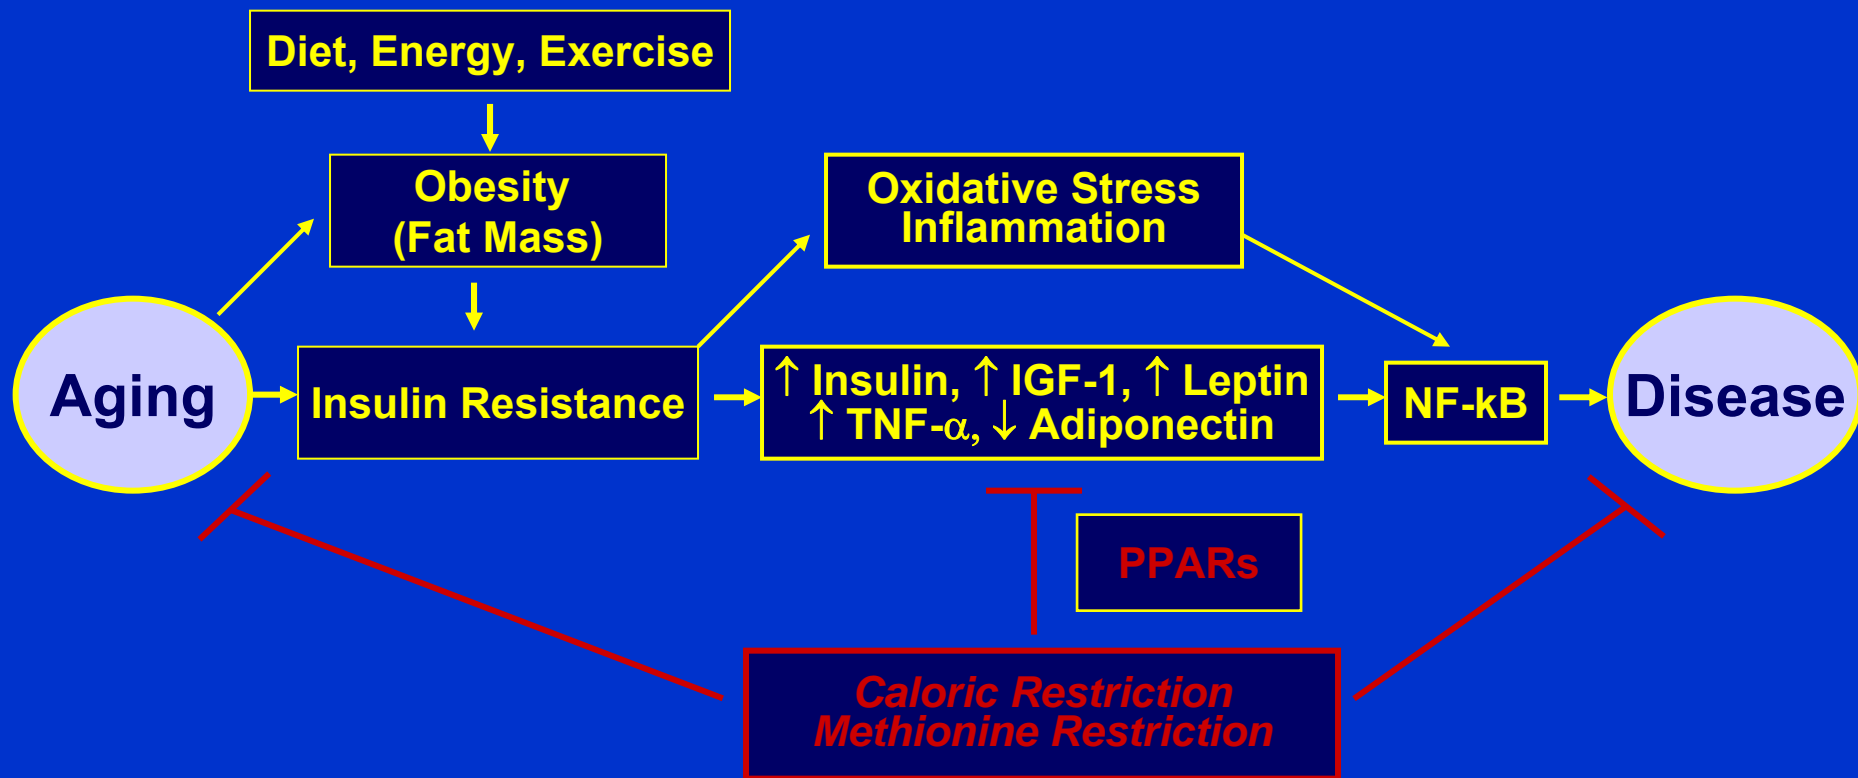 Diet, Energy, Exercise
Obesity
(Fat Mass)
Oxidative Stress
Inflammation
Aging
Insulin Resistance
↑ Insulin, ↑ IGF-1, ↑ Leptin
↑ TNF-α, ↓ Adiponectin
NF-kB
Disease
PPARs
Caloric Restriction
Methionine Restriction